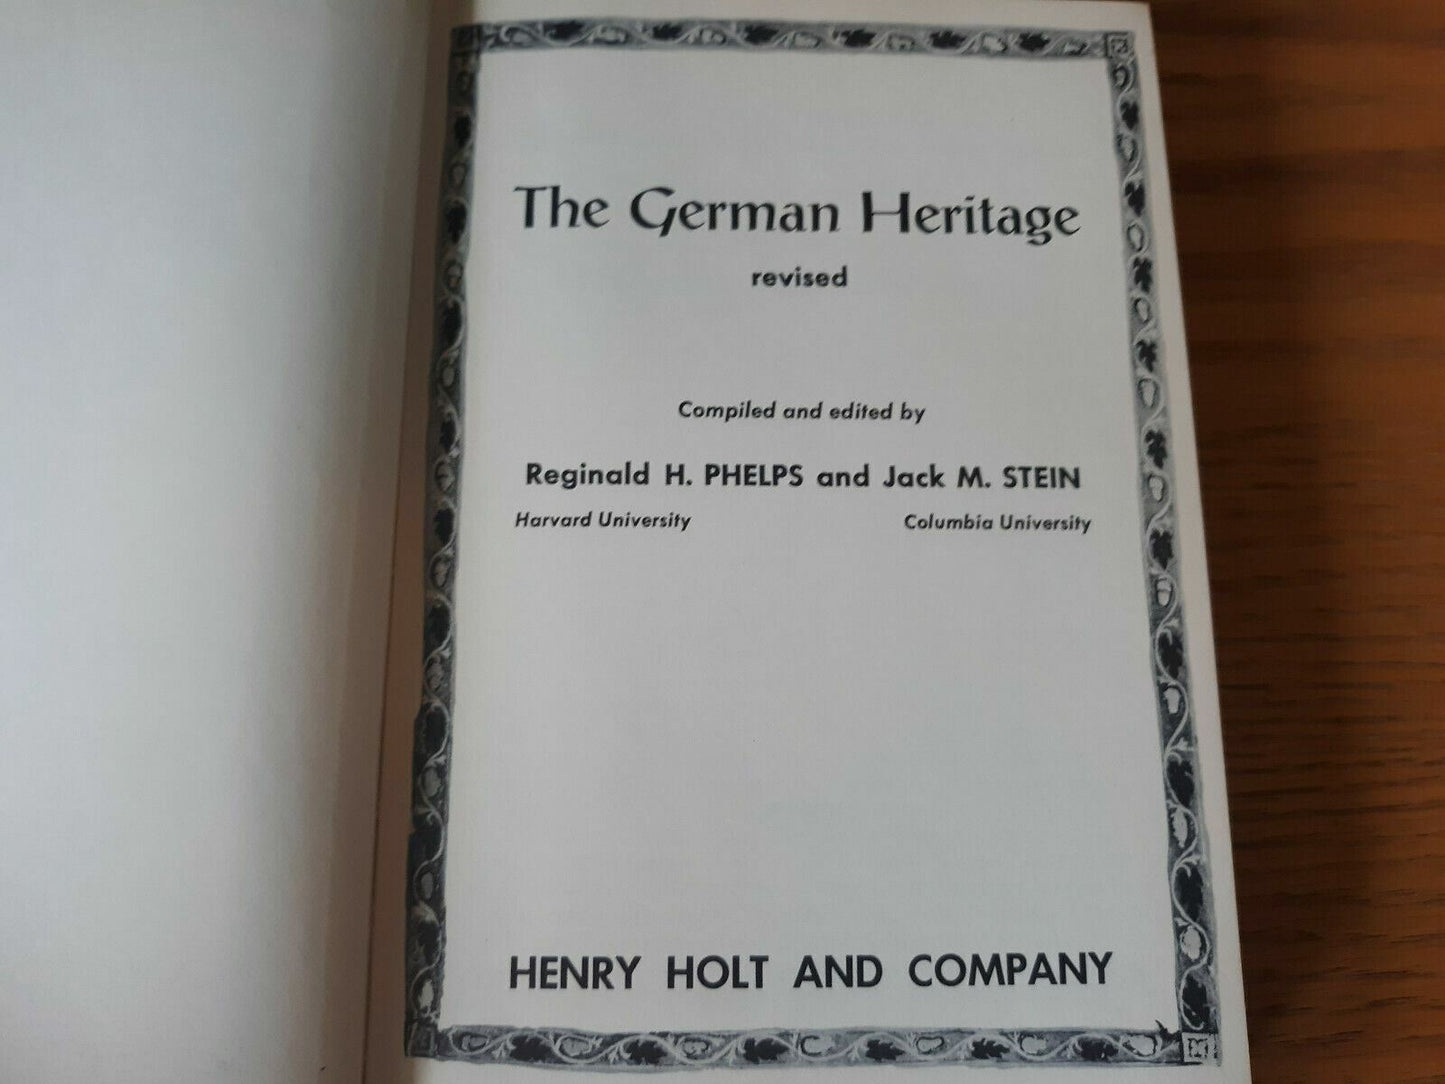 The German Heritage
revised
Compiled and edited by
Reginald H. PHELPS and Jack M. STEIN
Harvard University Columbia University
HENRY HOLT AND COMPANY